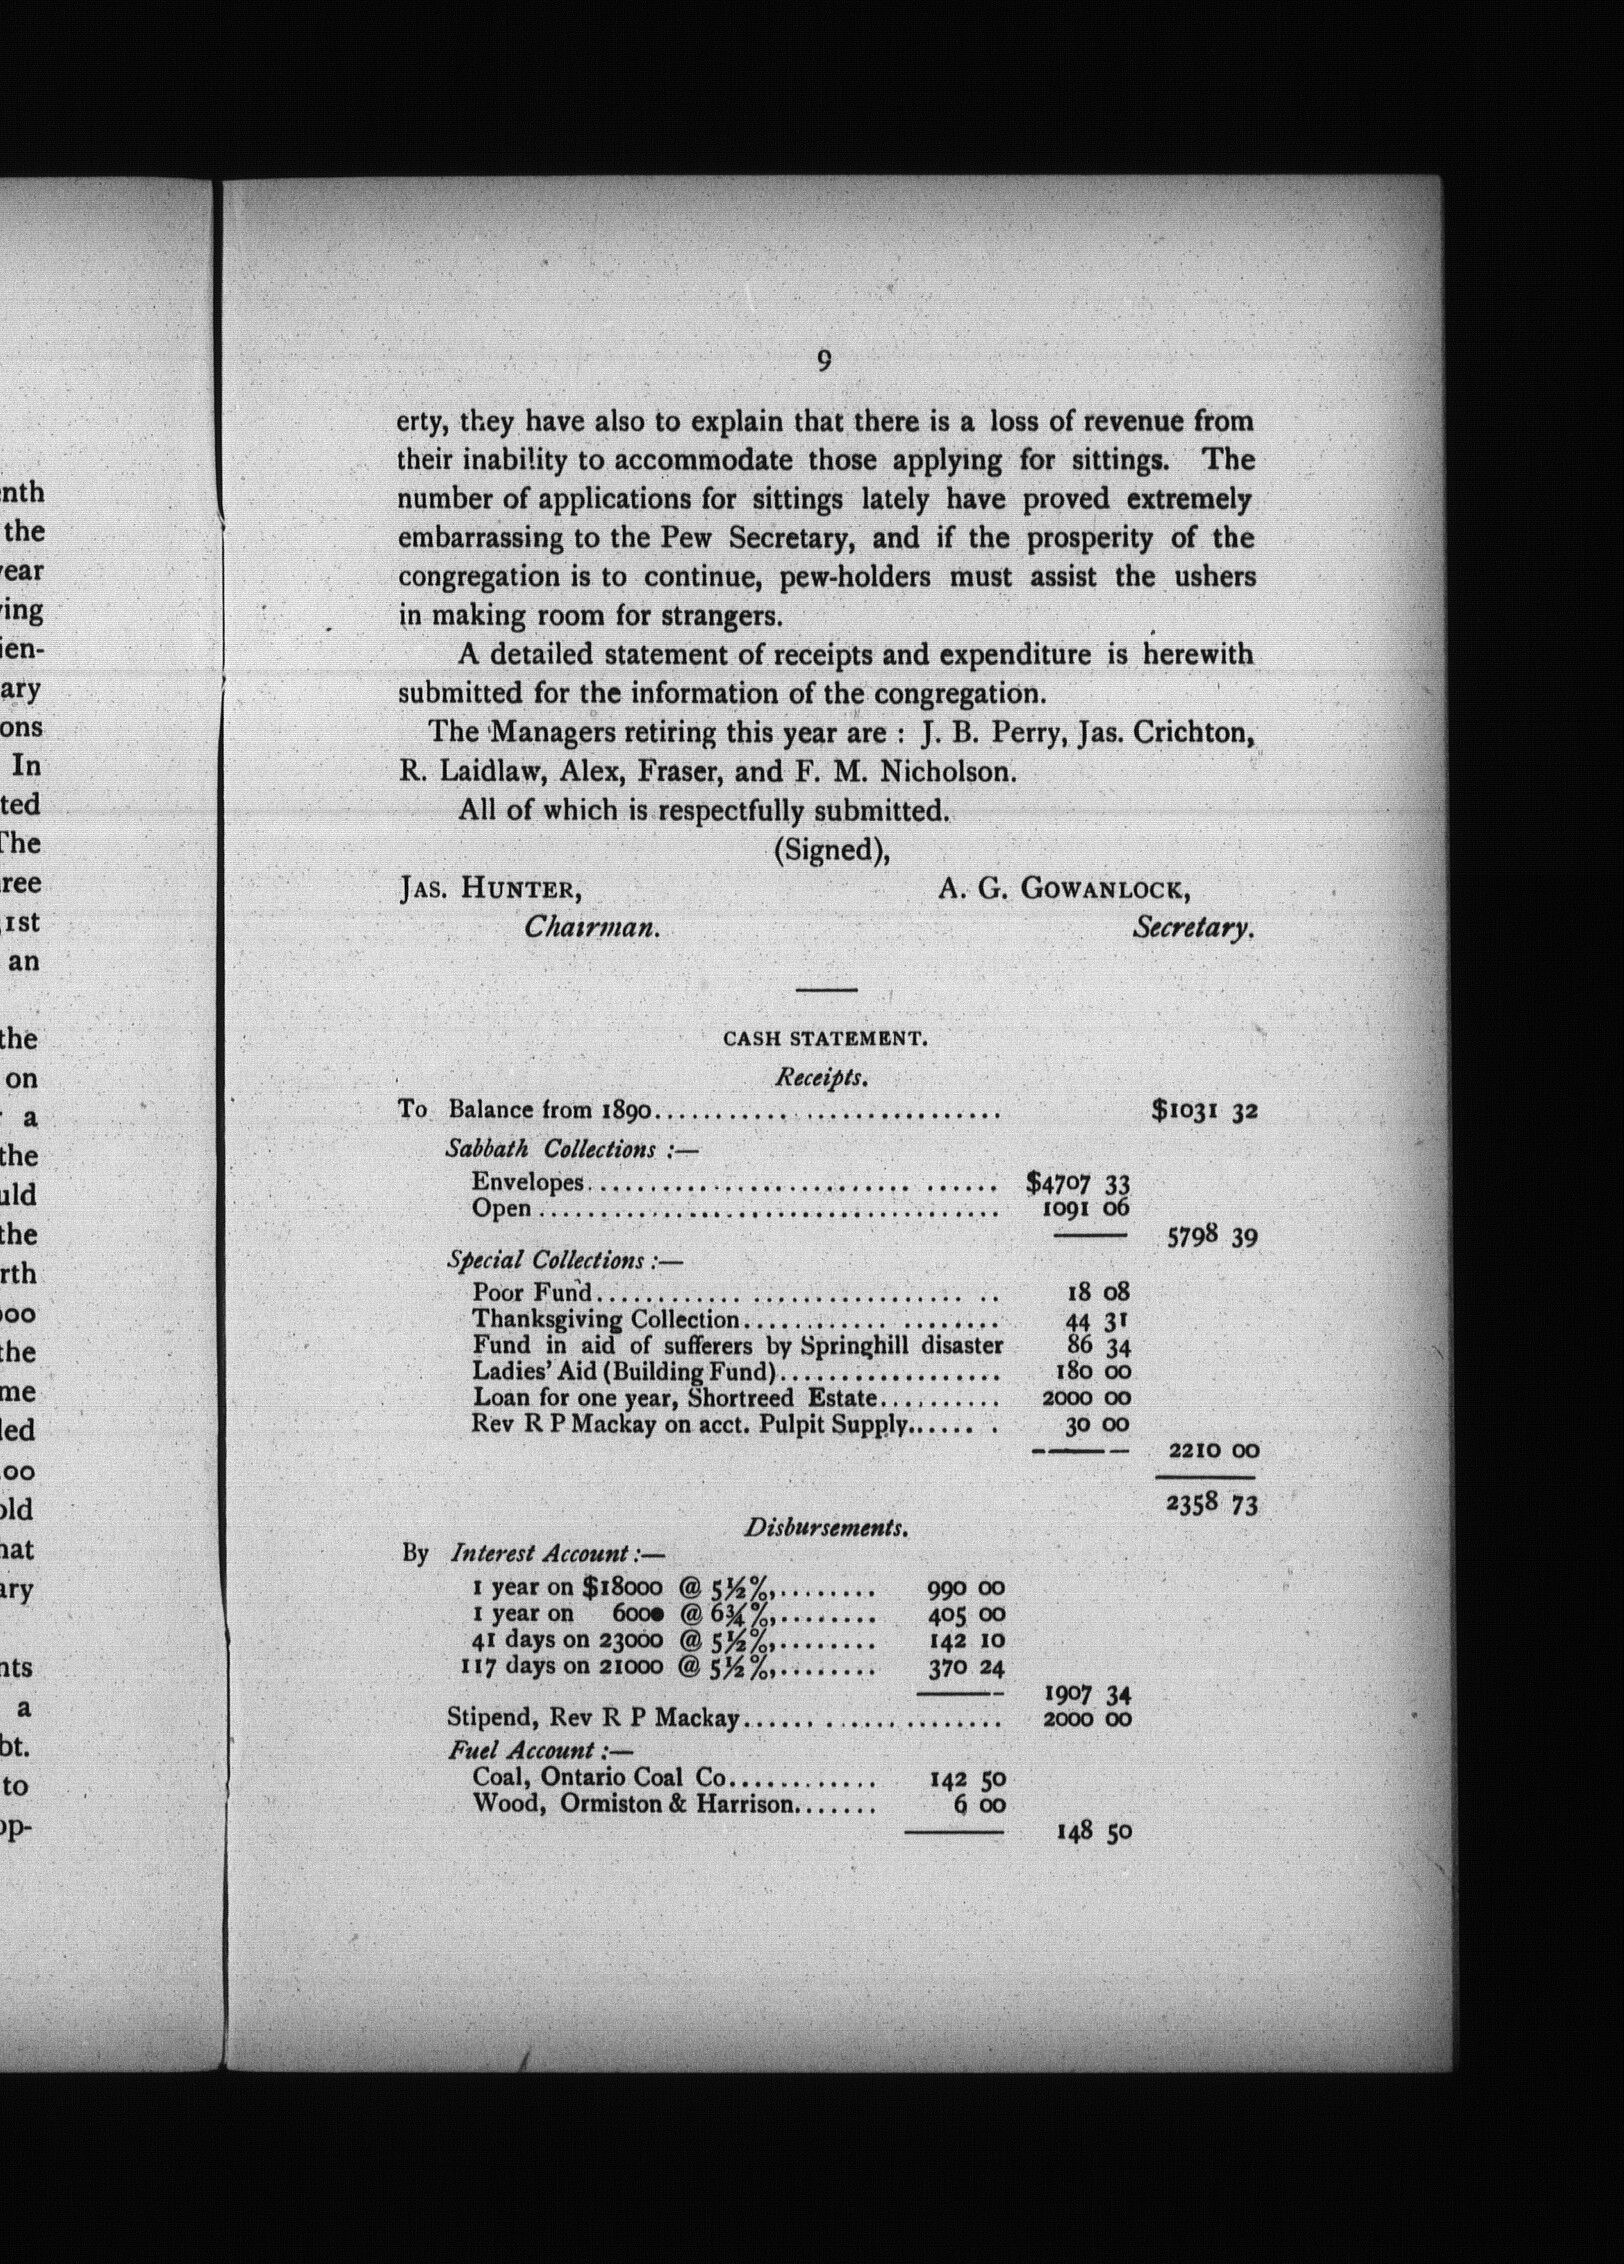 9
erty, they have also to explain that there is a loss of revenue from
their inability to accommodate those applying for sittings. The
number of applications for sittings lately have proved extremely
embarrassing to the Pew Secretary, and if the prosperity of the
congregation is to continue, pew-holders must assist the ushers
in making room for strangers.
A detailed statement of receipts and expenditure is herewith
submitted for the information of the congregation.
The Managers retiring this year are : J. B. Perry, Jas. Crichton,
R. Laidlaw, Alex, Fraser, and F. M. Nicholson.
All of which is respectfully submitted.
(Signed),
JAS. HUNTER, A. G. GOWANLOCK,
Chairman. Secretary.
CASH STATEMENT.
Receipts.
To Balance from 1890 $1031 32
Sabbath Collections :—
Envelopes $4707 33
Open 1091 06
5798 39
Special Collections :—
Poor Fund 18 08
Thanksgiving Collection 44 31
Fund in aid of sufferers by Springhill disaster 86 34
Ladies' Aid (Building Fund) 180 00
Loan for one year, Shortreed Estate 2000 00
Rev R P Mackay on acct. Pulpit Supply 30 00
2210 00
2358 73
Disbursements.
By Interest Account :—
1 year on $18000 @ 5½%, 990 00
1 year on 6000 @ 6¾%, 405 00
41 days on 23000 @ 5½%, 142 10
117 days on 21000 @ 5½%, 370 24
1907 34
Stipend, Rev R P Mackay 2000 00
Fuel Account :—
Coal, Ontario Coal Co 142 50
Wood, Ormiston & Harrison 6 00
148 50
the
In
The
1st
an
the
on
a
the
the
the
a
to